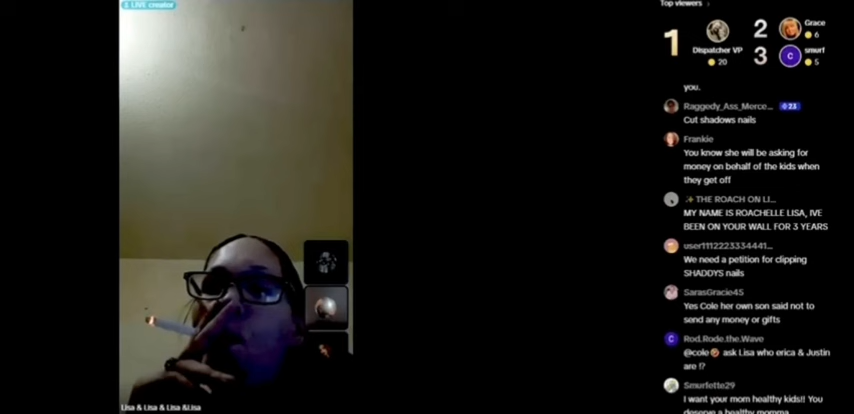 LIVE creator
Lisa & Lisa & Lisa &Lisa
Top viewers
1
Dispatcher VP
20
2
Grace
6
3
C
smurf
5
you.
Raggedy_Ass_Merce... 23
Cut shadows nails
Frankie
You know she will be asking for
money on behalf of the kids when
they get off
THE ROACH ON LI...
MY NAME IS ROACHELLE LISA, IVE
BEEN ON YOUR WALL FOR 3 YEARS
user1112223334441...
We need a petition for clipping
SHADDYS nails
SarasGracie45
Yes Cole her own son said not to
send any money or gifts
C
Rod.Rode.the.Wave
@cole ask Lisa who erica & Justin
are !?
Smurfette29
I want your mom healthy kids!! You
deserve a healthy momma